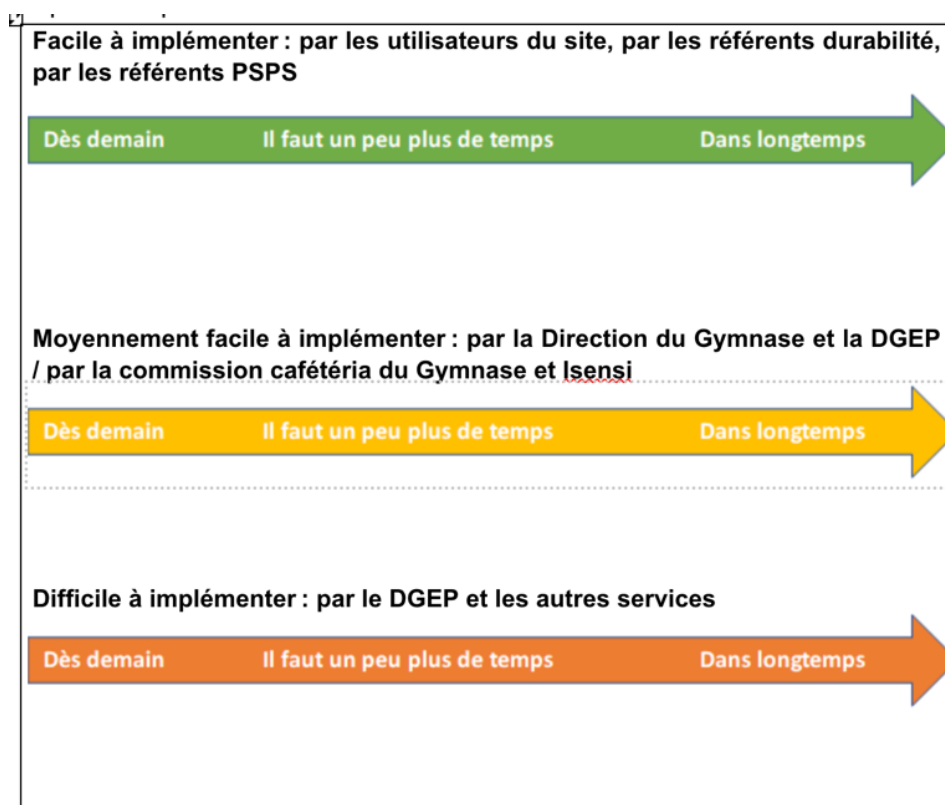 Facile à implémenter : par les utilisateurs du site, par les référents durabilité,
par les référents PSPS
Dès demain Il faut un peu plus de temps Dans longtemps
Moyennement facile à implémenter : par la Direction du Gymnase et la DGEP
/ par la commission cafétéria du Gymnase et Isensi
Dès demain Il faut un peu plus de temps Dans longtemps
Difficile à implémenter : par le DGEP et les autres services
Dès demain Il faut un peu plus de temps Dans longtemps